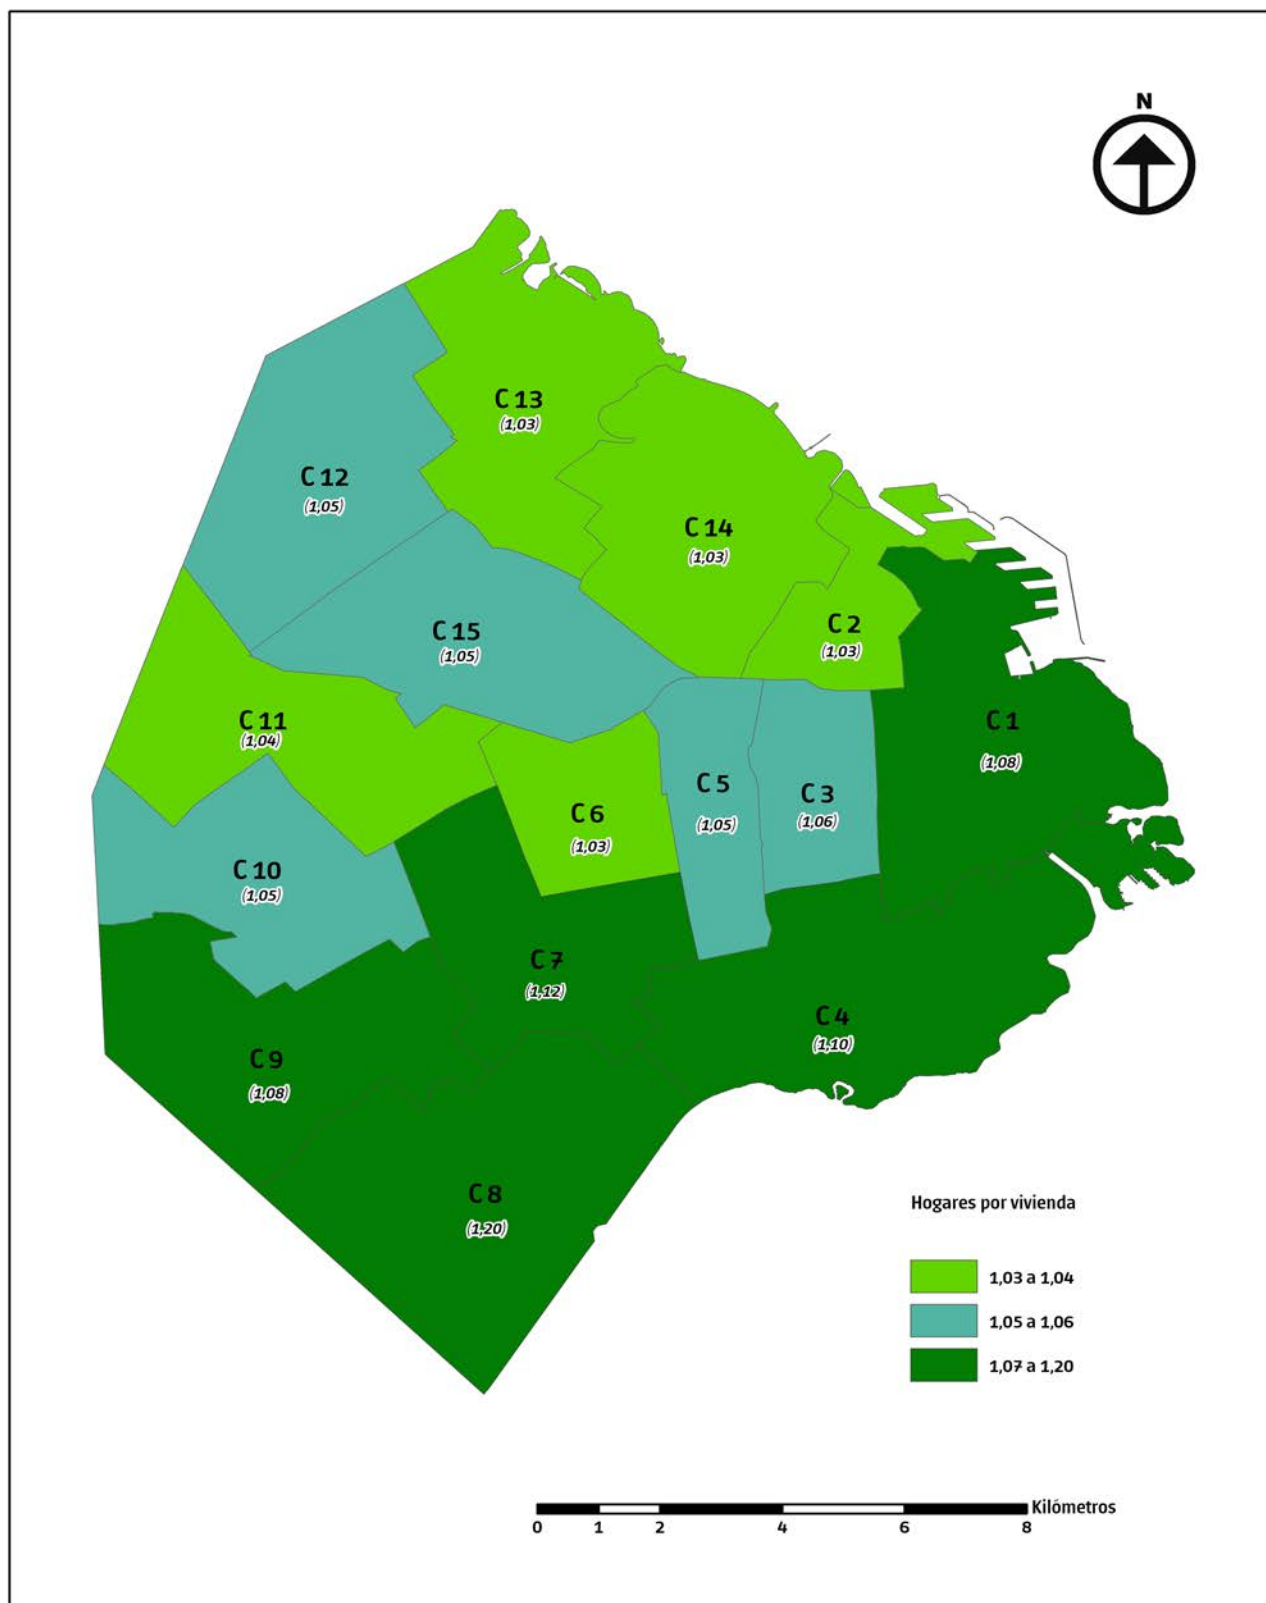 N
C 13
(1,03)
C 12
(1,05)
C 14
(1,03)
C 2
(1,03)
C 15
(1,05)
C 11
(1,04)
C 1
(1,08)
C 5
(1,05)
C 3
(1,06)
C 6
(1,03)
C 10
(1,05)
C 7
(1,12)
C 4
(1,10)
C 9
(1,08)
C 8
(1,20)
Hogares por vivienda
1,03 a 1,04
1,05 a 1,06
1,07 a 1,20
Kilómetros
0 1 2 4 6 8